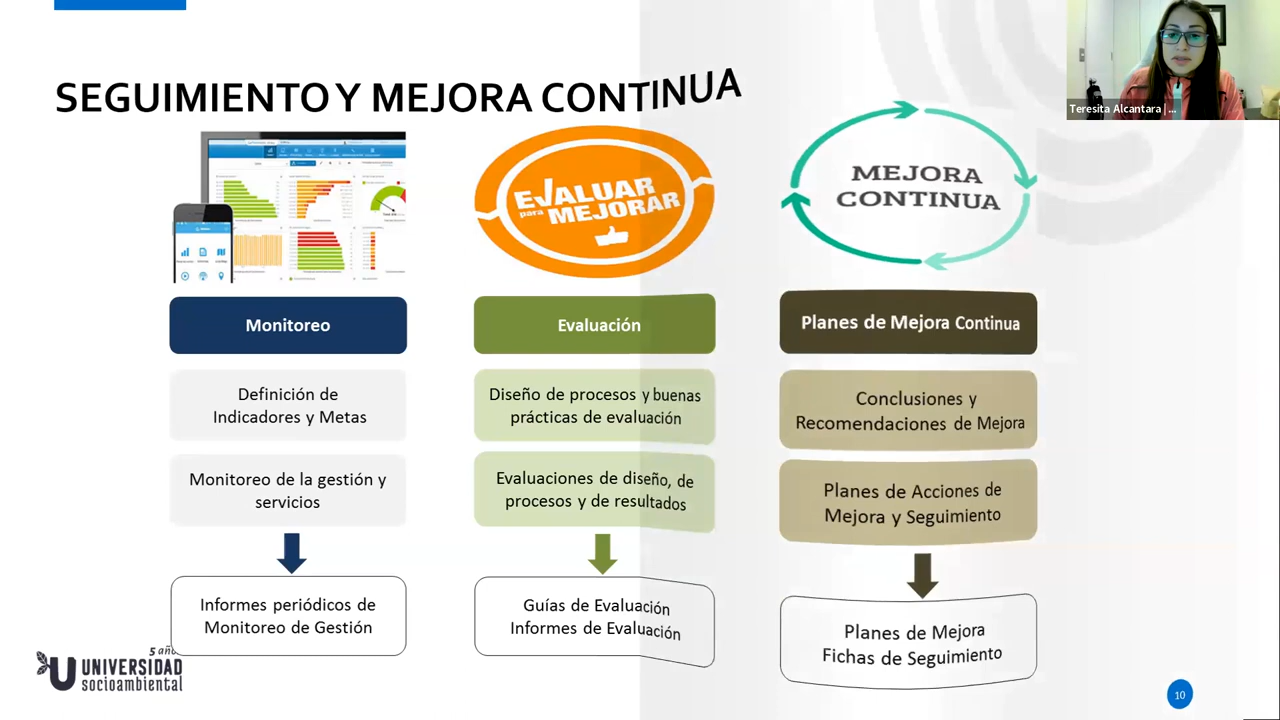 SEGUIMIENTO Y MEJORA CONTINUA
Teresita Alcantara | ...
EVALUAR
para MEJORAR
MEJORA
CONTINUA
Monitoreo
Definición de
Indicadores y Metas
Monitoreo de la gestión y
servicios
Informes periódicos de
Monitoreo de Gestión
Evaluación
Diseño de procesos y buenas
prácticas de evaluación
Evaluaciones de diseño, de
procesos y de resultados
Guías de Evaluación
Informes de Evaluación
Planes de Mejora Continua
Conclusiones y
Recomendaciones de Mejora
Planes de Acciones de
Mejora y Seguimiento
Planes de Mejora
Fichas de Seguimiento
5 año
UNIVERSIDAD
socioambiental
10